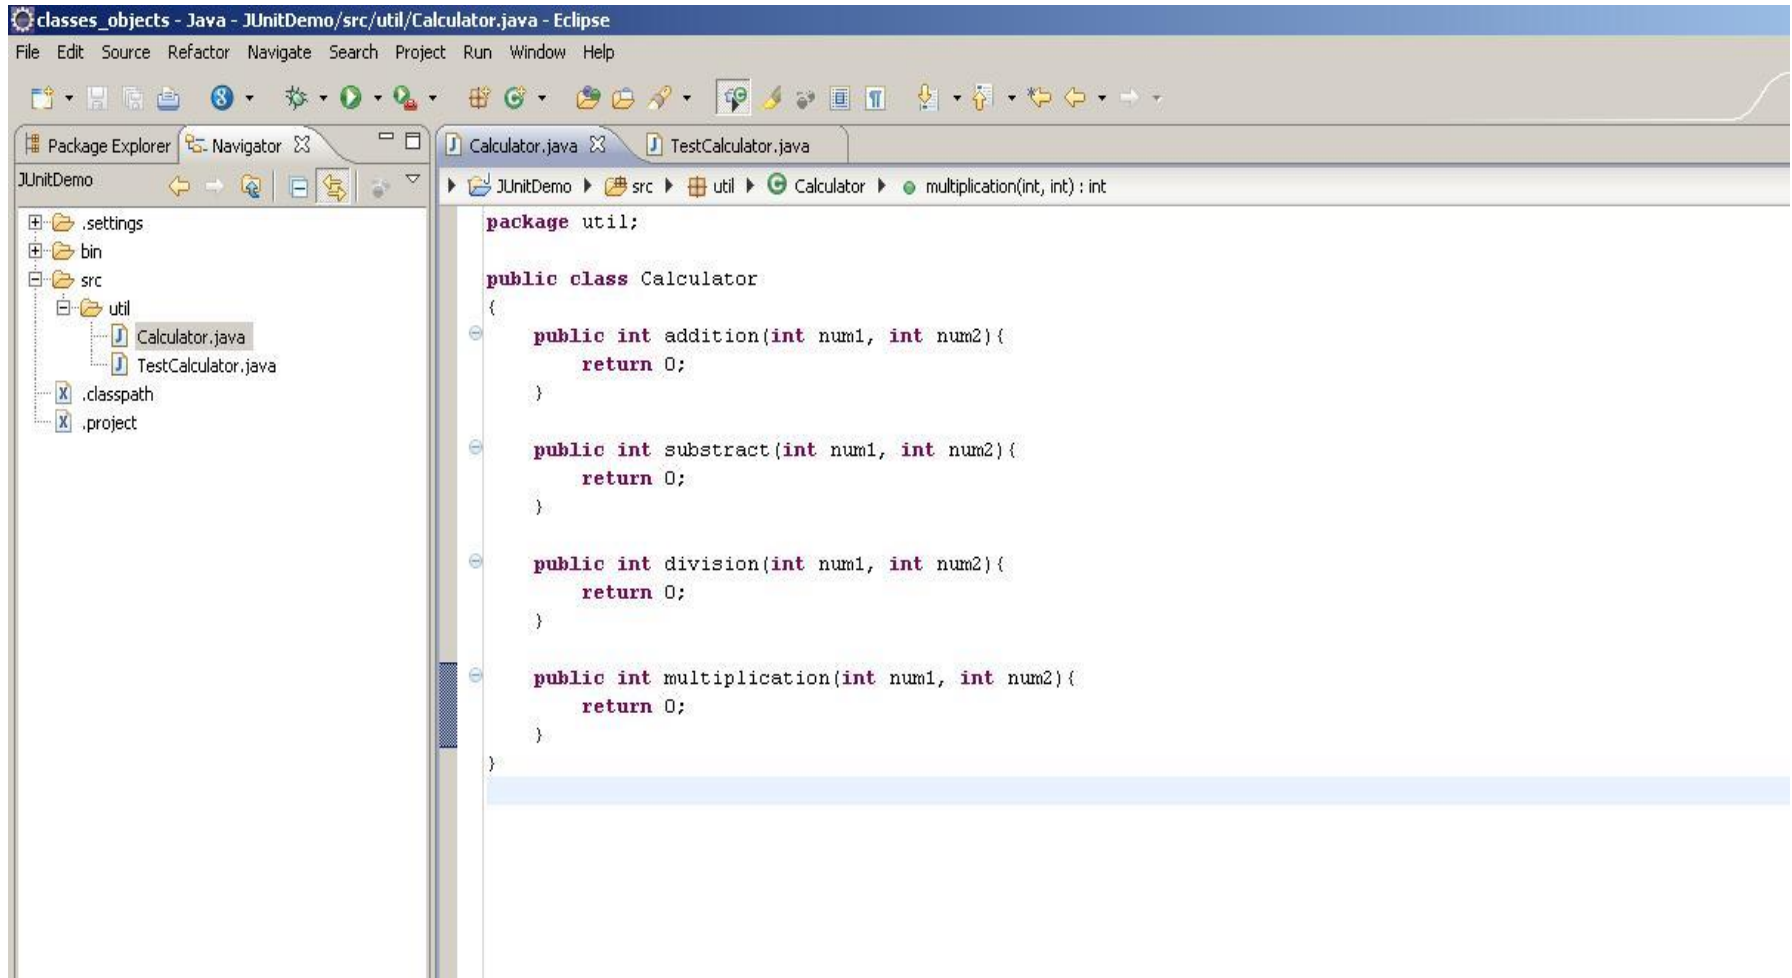 classes_objects - Java - JUnitDemo/src/util/Calculator.java - Eclipse
File Edit Source Refactor Navigate Search Project Run Window Help
Package Explorer Navigator
JUnitDemo
.settings
bin
src
util
Calculator.java
TestCalculator.java
.classpath
.project
Calculator.java TestCalculator.java
JUnitDemo src util Calculator multiplication(int, int) : int
package util;
public class Calculator
{
public int addition(int num1, int num2){
return 0;
}
public int substract(int num1, int num2){
return 0;
}
public int division(int num1, int num2){
return 0;
}
public int multiplication(int num1, int num2){
return 0;
}
}